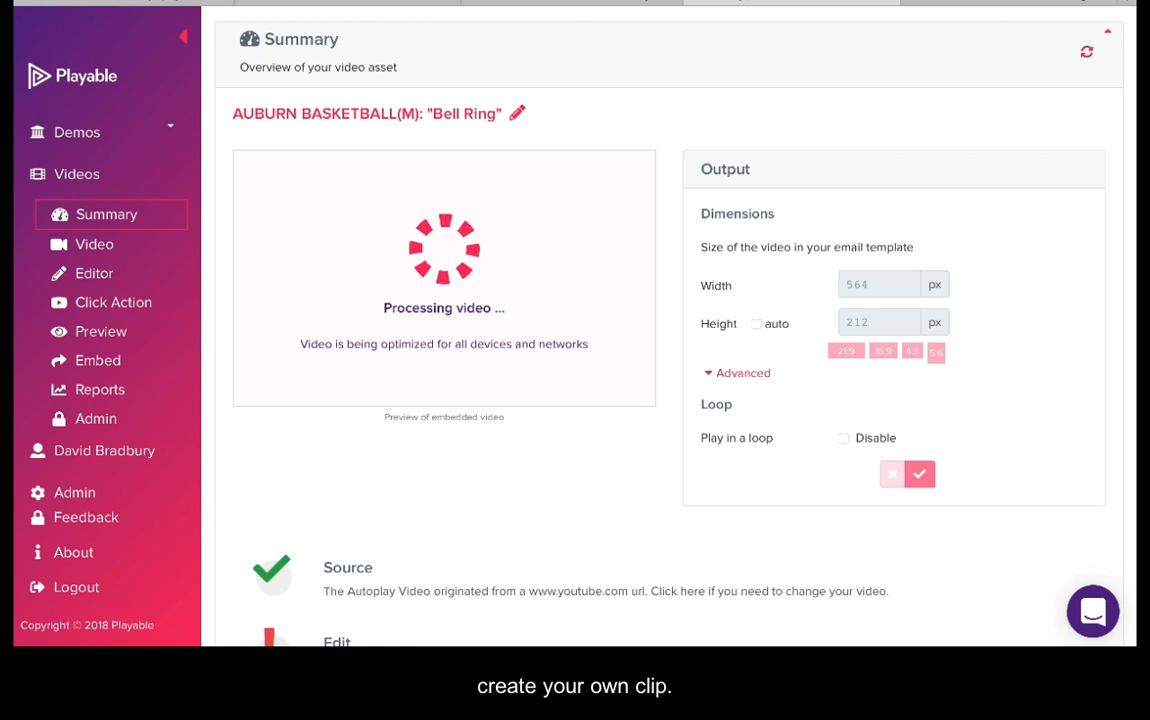 Summary
Overview of your video asset
Playable
AUBURN BASKETBALL(M): "Bell Ring"
Demos
Videos
Summary
Video
Editor
Click Action
Preview
Embed
Reports
Admin
David Bradbury
Admin
Feedback
About
Logout
Copyright © 2018 Playable
Processing video ...
Video is being optimized for all devices and networks
Preview of embedded video
Output
Dimensions
Size of the video in your email template
Width 564 px
Height auto 212 px
21:9 16:9 4:3 5:6
Advanced
Loop
Play in a loop Disable
Source
The Autoplay Video originated from a www.youtube.com url. Click here if you need to change your video.
Edit
create your own clip.